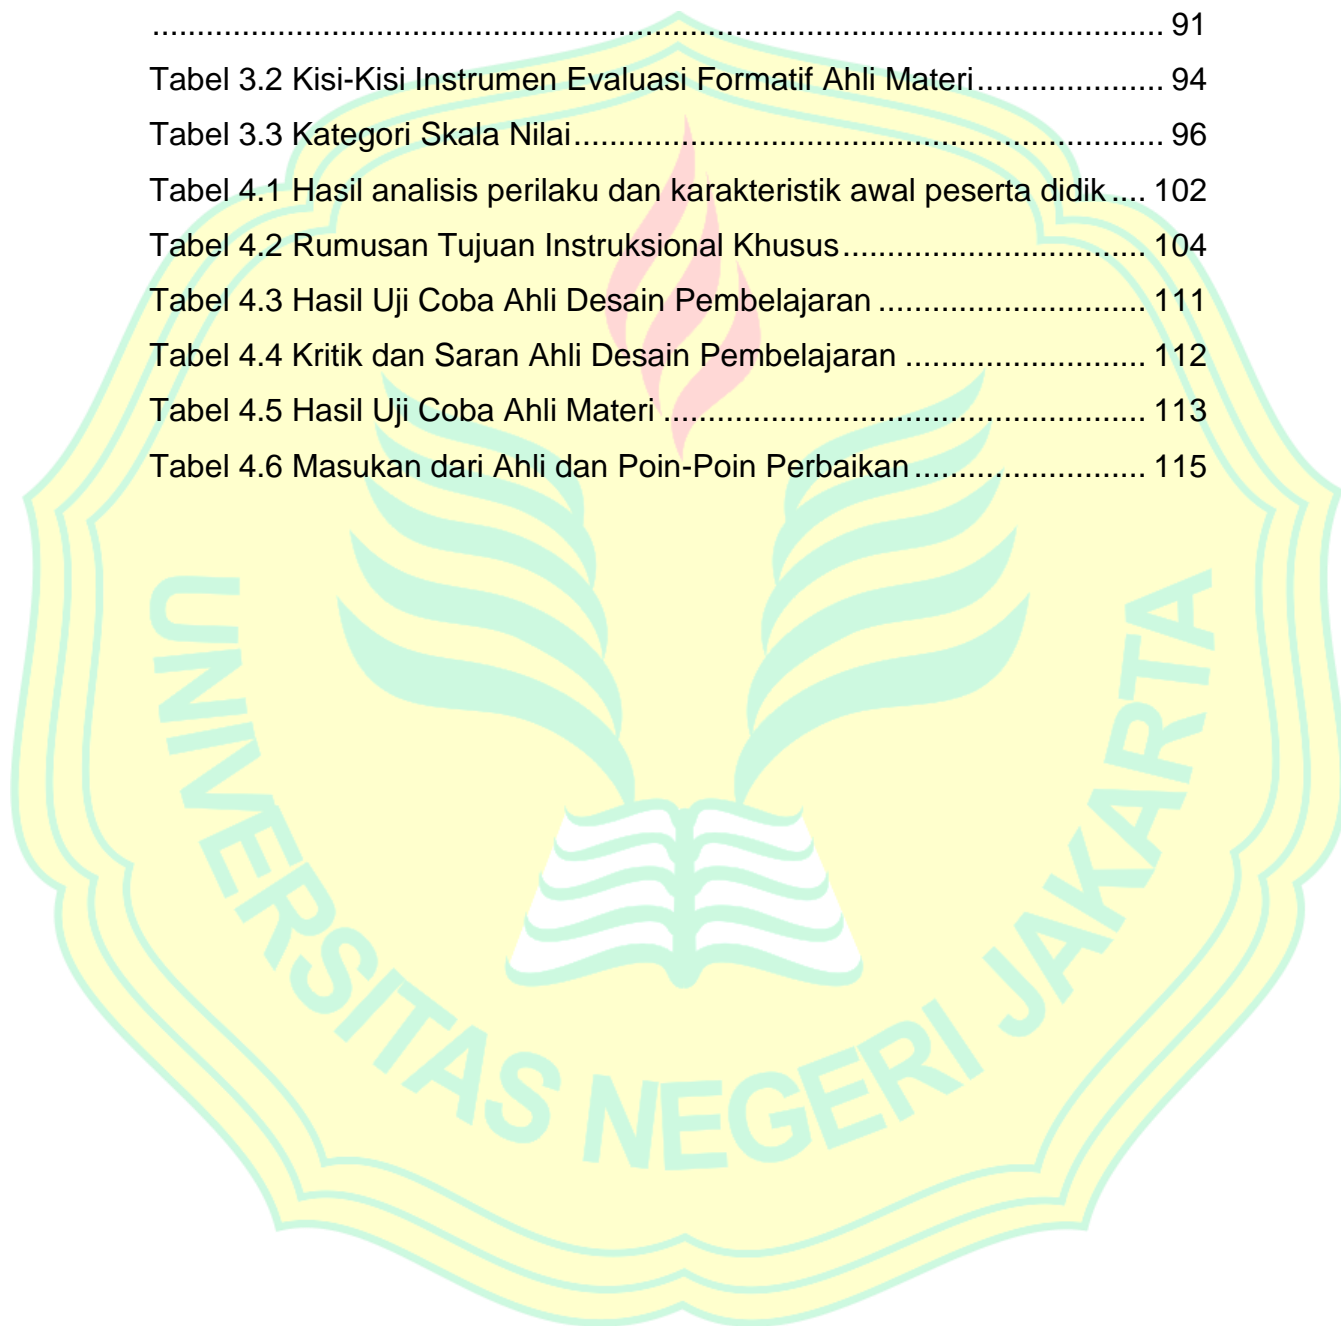 ................................................................................................................. 91
Tabel 3.2 Kisi-Kisi Instrumen Evaluasi Formatif Ahli Materi..................... 94
Tabel 3.3 Kategori Skala Nilai................................................................. 96
Tabel 4.1 Hasil analisis perilaku dan karakteristik awal peserta didik.... 102
Tabel 4.2 Rumusan Tujuan Instruksional Khusus.................................. 104
Tabel 4.3 Hasil Uji Coba Ahli Desain Pembelajaran .............................. 111
Tabel 4.4 Kritik dan Saran Ahli Desain Pembelajaran ........................... 112
Tabel 4.5 Hasil Uji Coba Ahli Materi ...................................................... 113
Tabel 4.6 Masukan dari Ahli dan Poin-Poin Perbaikan.......................... 115
UNIVERSITAS NEGERI JAKARTA